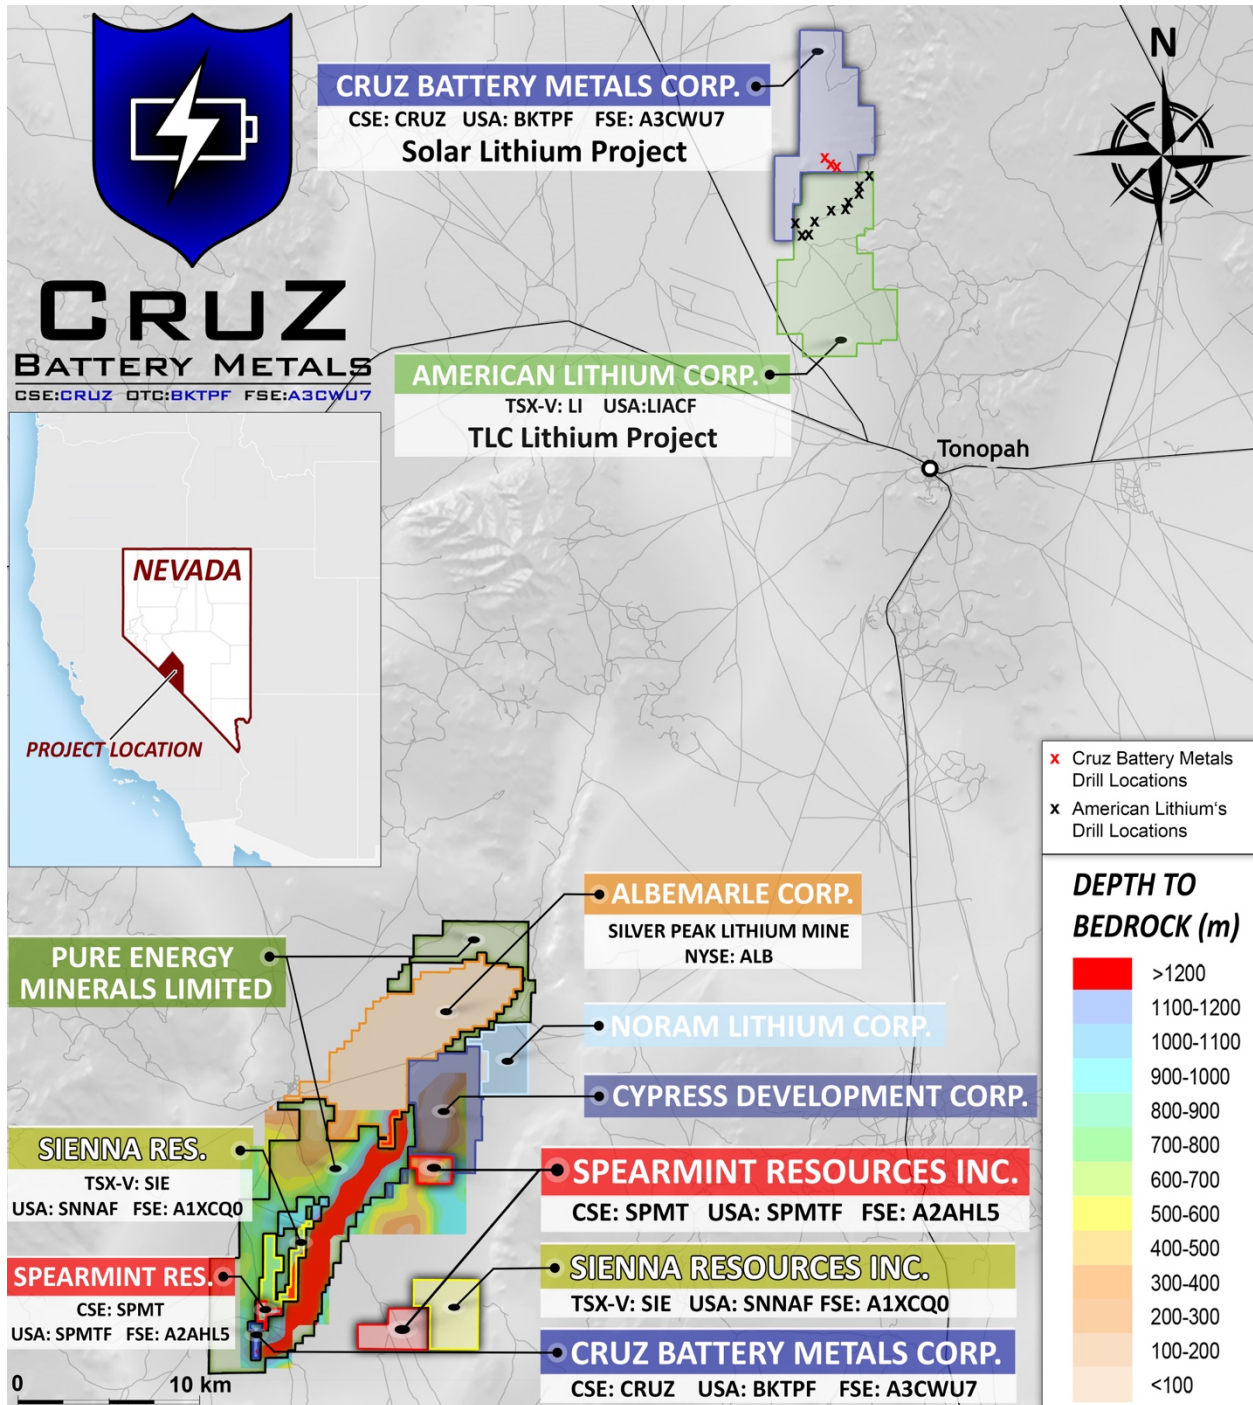 CRUZ BATTERY METALS CORP.
CSE: CRUZ USA: BKTPF FSE: A3CWU7
Solar Lithium Project
N
CRUZ
BATTERY METALS
CSE:CRUZ OTC:BKTPF FSE:A3CWU7
AMERICAN LITHIUM CORP.
TSX-V: LI USA:LIACF
TLC Lithium Project
Tonopah
NEVADA
PROJECT LOCATION
x Cruz Battery Metals
Drill Locations
x American Lithium's
Drill Locations
DEPTH TO
BEDROCK (m)
>1200
1100-1200
1000-1100
900-1000
800-900
700-800
600-700
500-600
400-500
300-400
200-300
100-200
<100
ALBEMARLE CORP.
SILVER PEAK LITHIUM MINE
NYSE: ALB
PURE ENERGY
MINERALS LIMITED
NORAM LITHIUM CORP.
CYPRESS DEVELOPMENT CORP.
SIENNA RES.
TSX-V: SIE
USA: SNNAF FSE: A1XCQ0
SPEARMINT RESOURCES INC.
CSE: SPMT USA: SPMTF FSE: A2AHL5
SPEARMINT RES.
CSE: SPMT
USA: SPMTF FSE: A2AHL5
SIENNA RESOURCES INC.
TSX-V: SIE USA: SNNAF FSE: A1XCQ0
CRUZ BATTERY METALS CORP.
CSE: CRUZ USA: BKTPF FSE: A3CWU7
0 10 km